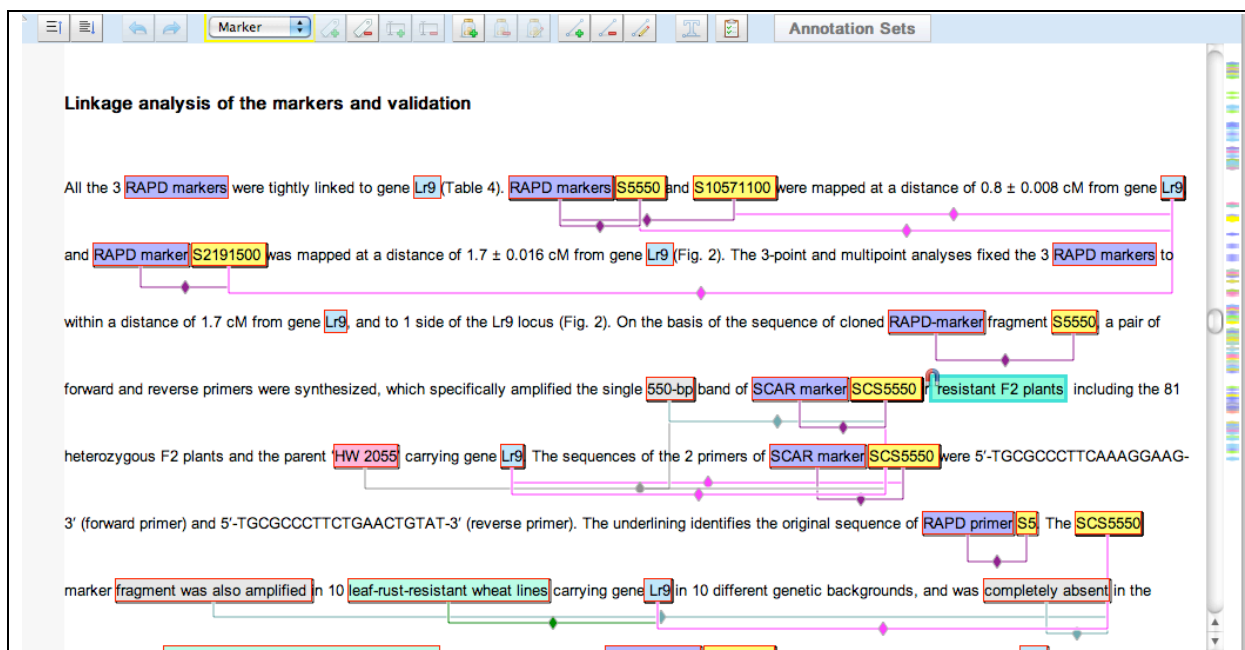 Marker Annotation Sets
Linkage analysis of the markers and validation
All the 3 RAPD markers were tightly linked to gene Lr9 (Table 4). RAPD markers S5550 and S10571100 were mapped at a distance of 0.8 ± 0.008 cM from gene Lr9
and RAPD marker S2191500 was mapped at a distance of 1.7 ± 0.016 cM from gene Lr9 (Fig. 2). The 3-point and multipoint analyses fixed the 3 RAPD markers to
within a distance of 1.7 cM from gene Lr9, and to 1 side of the Lr9 locus (Fig. 2). On the basis of the sequence of cloned RAPD-marker fragment S5550, a pair of
forward and reverse primers were synthesized, which specifically amplified the single 550-bp band of SCAR marker SCS5550 resistant F2 plants including the 81
heterozygous F2 plants and the parent 'HW 2055' carrying gene Lr9. The sequences of the 2 primers of SCAR marker SCS5550 were 5′-TGCGCCCTTCAAAGGAAG-
3′ (forward primer) and 5′-TGCGCCCTTCTGAACTGTAT-3′ (reverse primer). The underlining identifies the original sequence of RAPD primer S5. The SCS5550
marker fragment was also amplified in 10 leaf-rust-resistant wheat lines carrying gene Lr9 in 10 different genetic backgrounds, and was completely absent in the